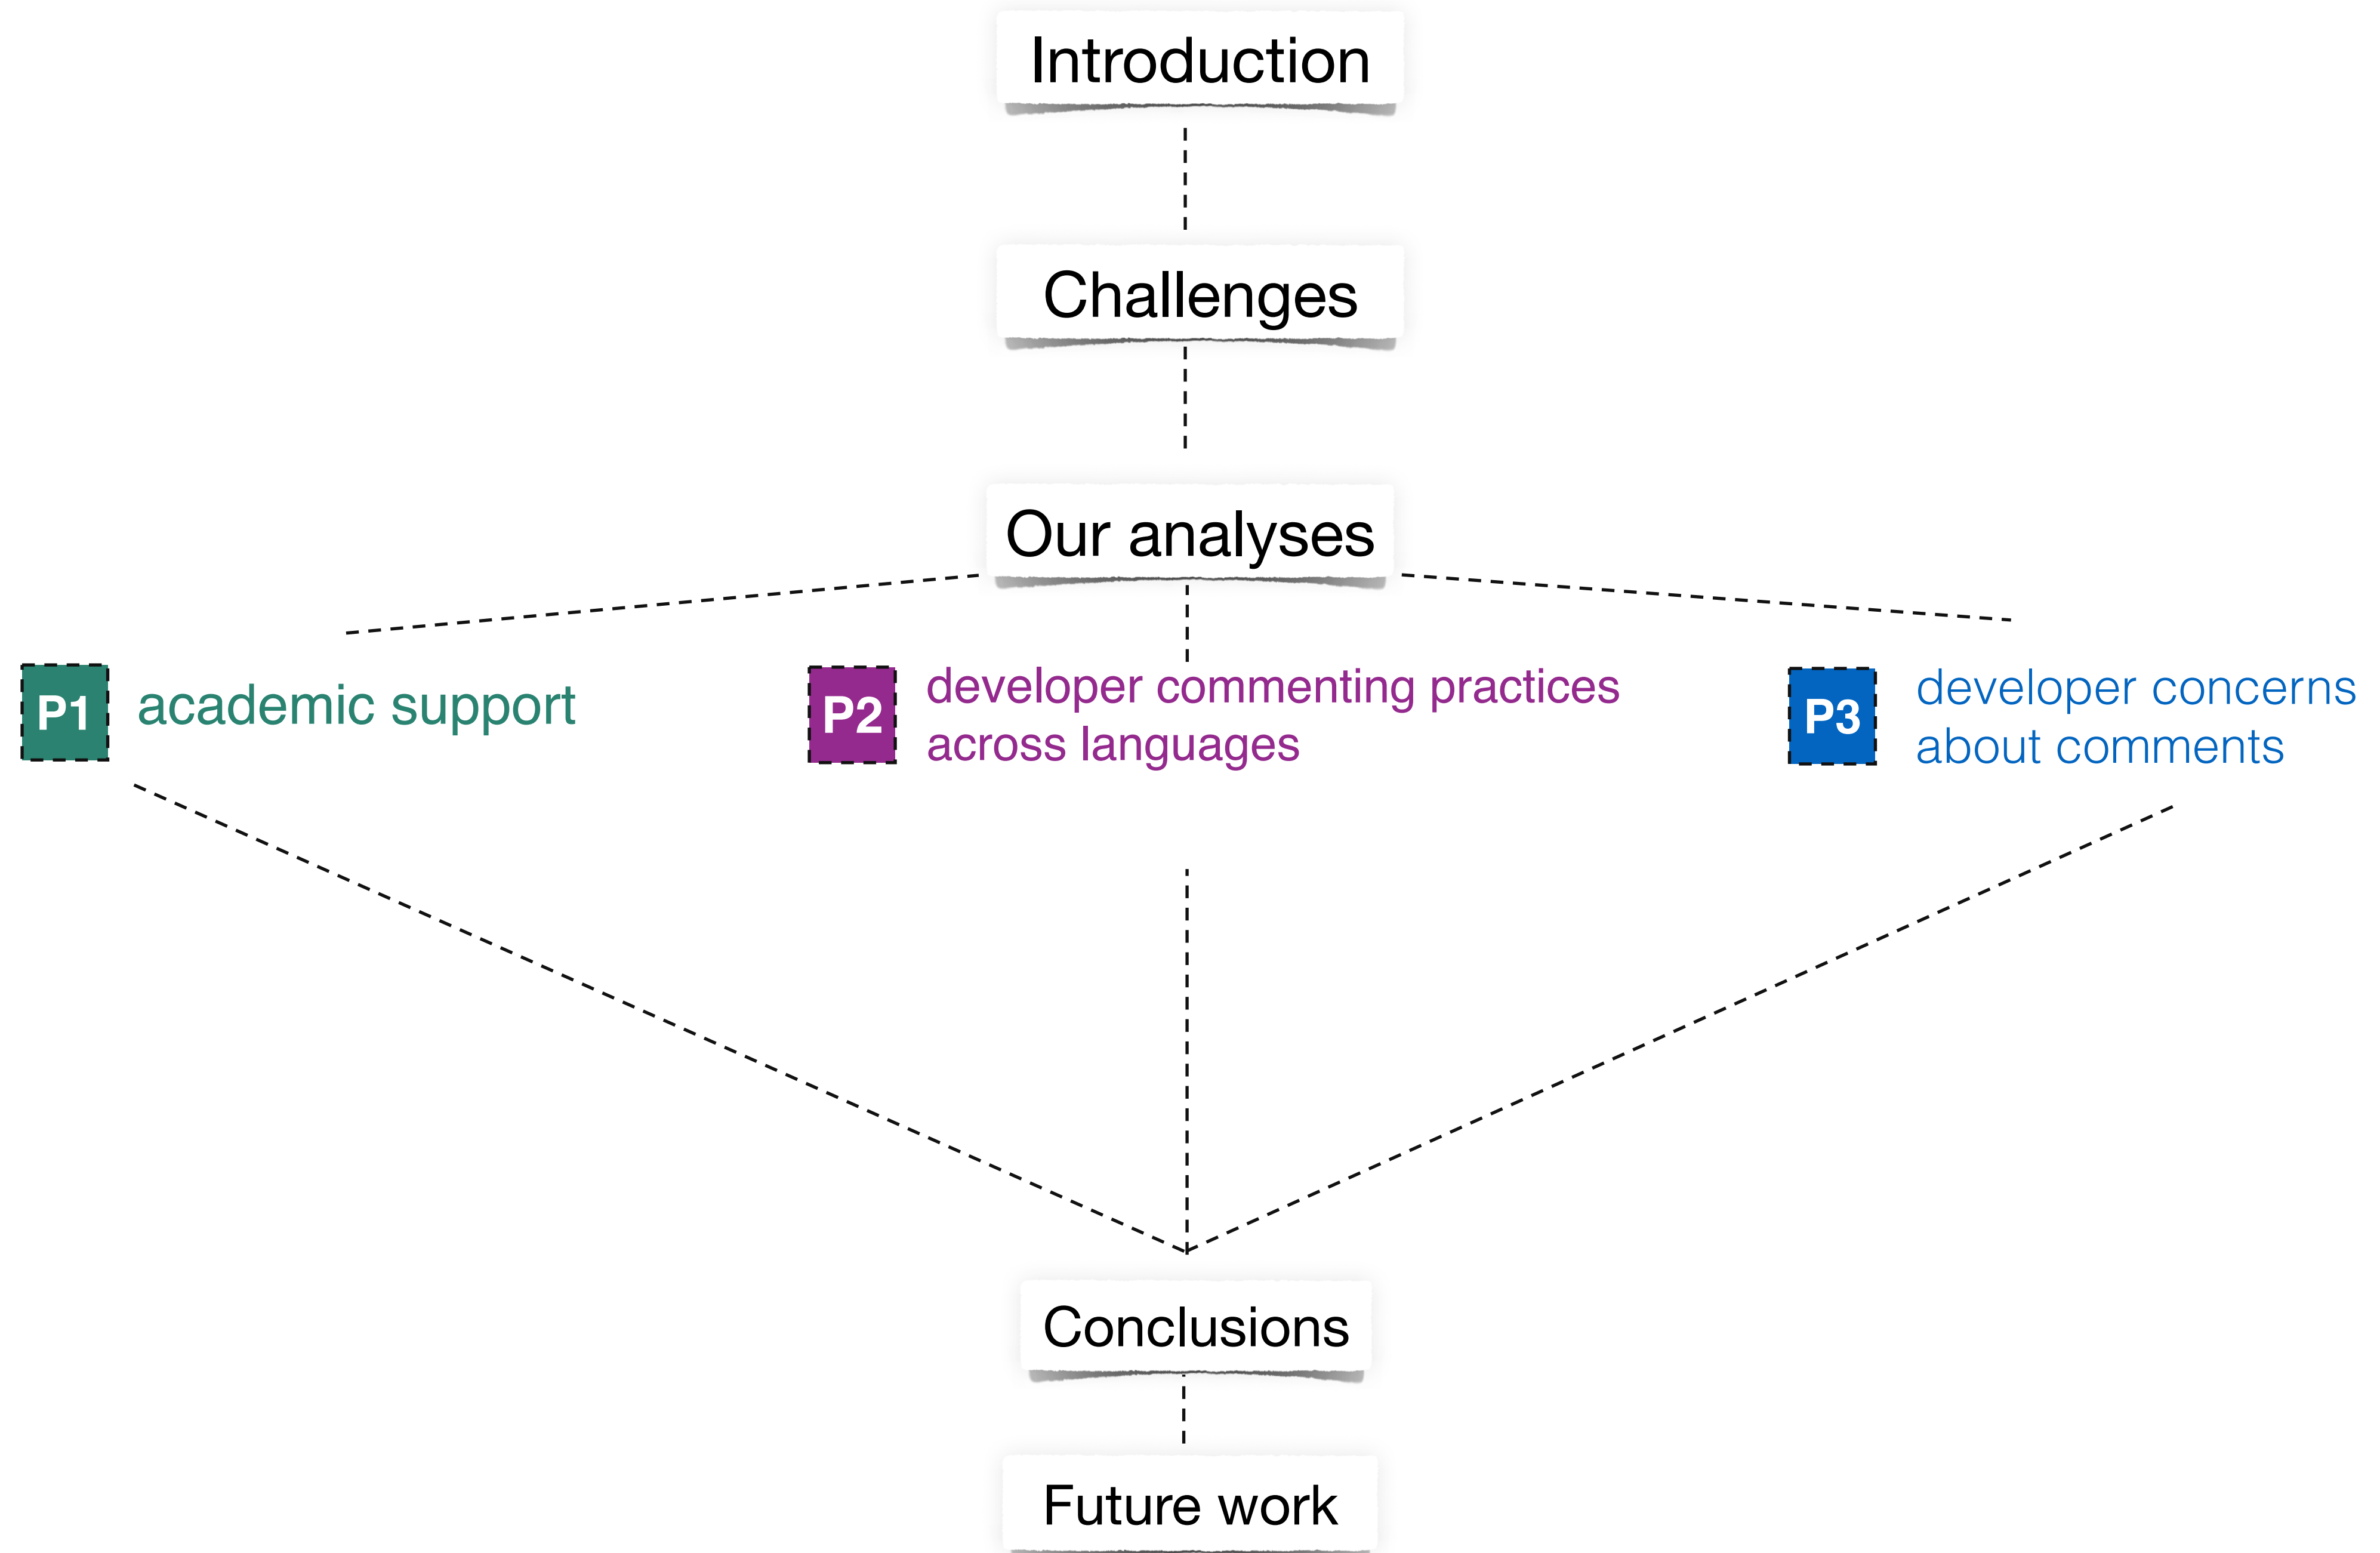 Introduction
Challenges
Our analyses
P1 academic support
P2 developer commenting practices
across languages
P3 developer concerns
about comments
Conclusions
Future work